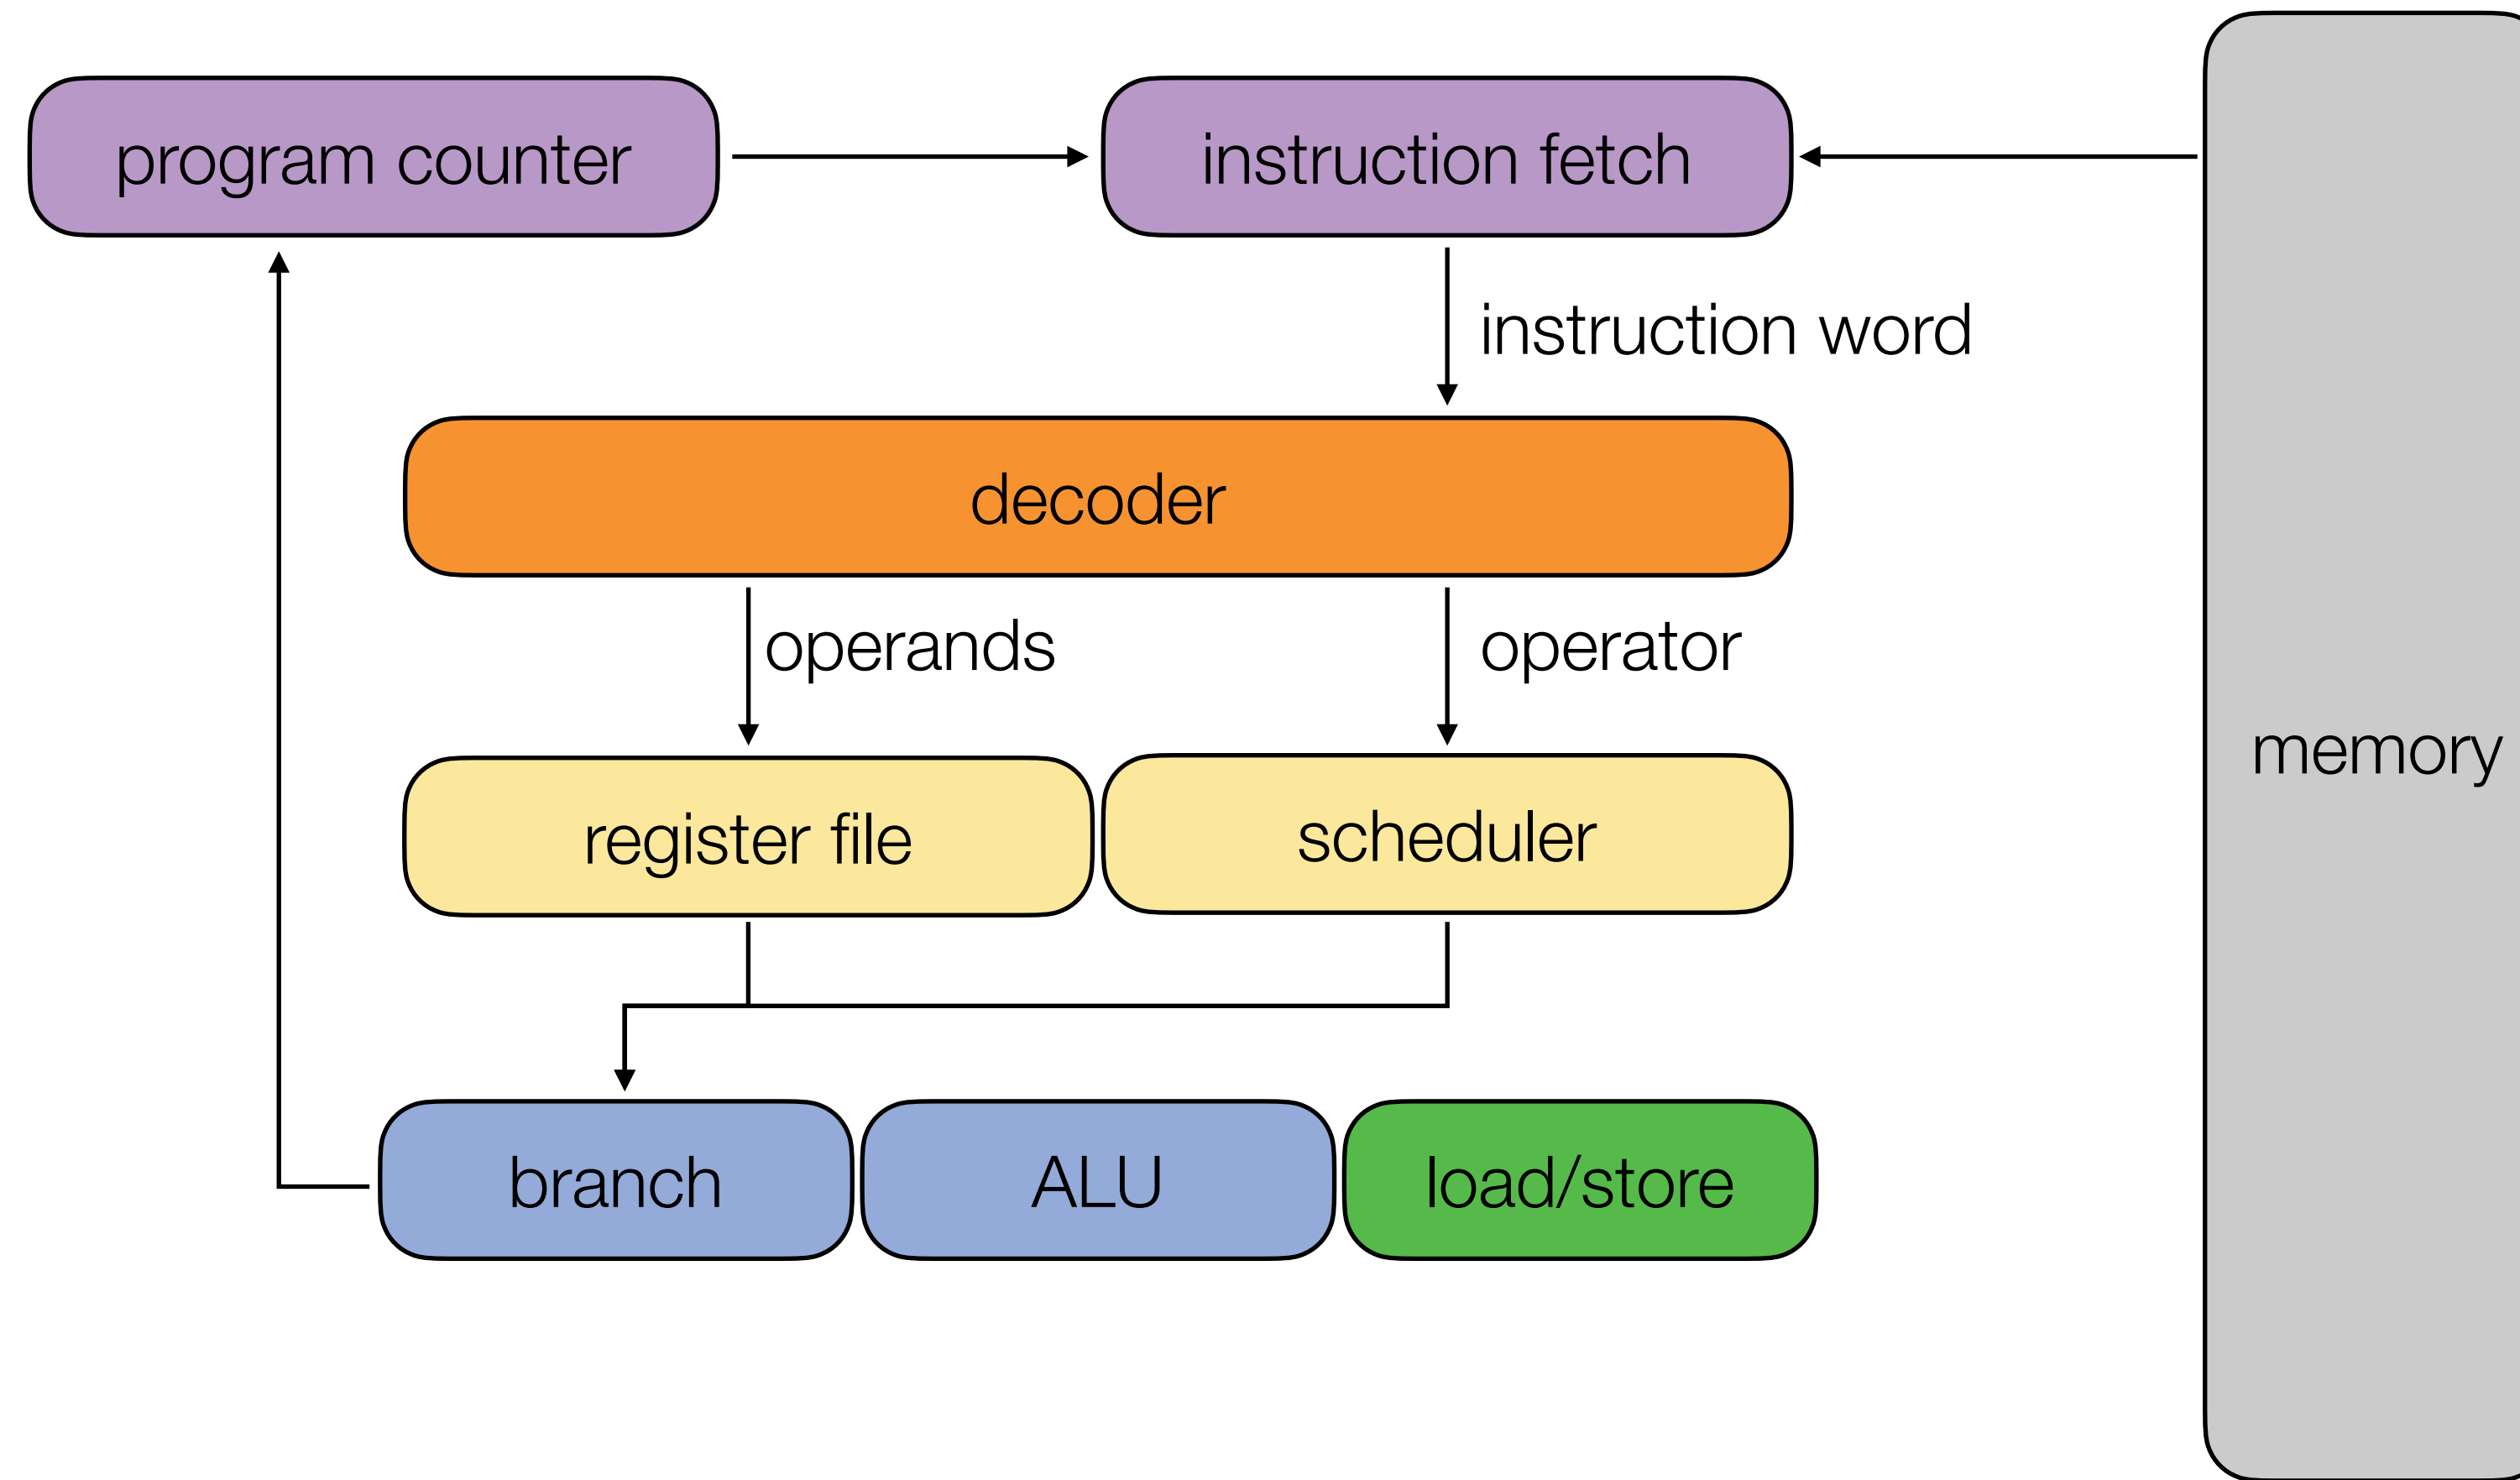 program counter
instruction fetch
instruction word
decoder
operands
operator
memory
register file
scheduler
branch
ALU
load/store